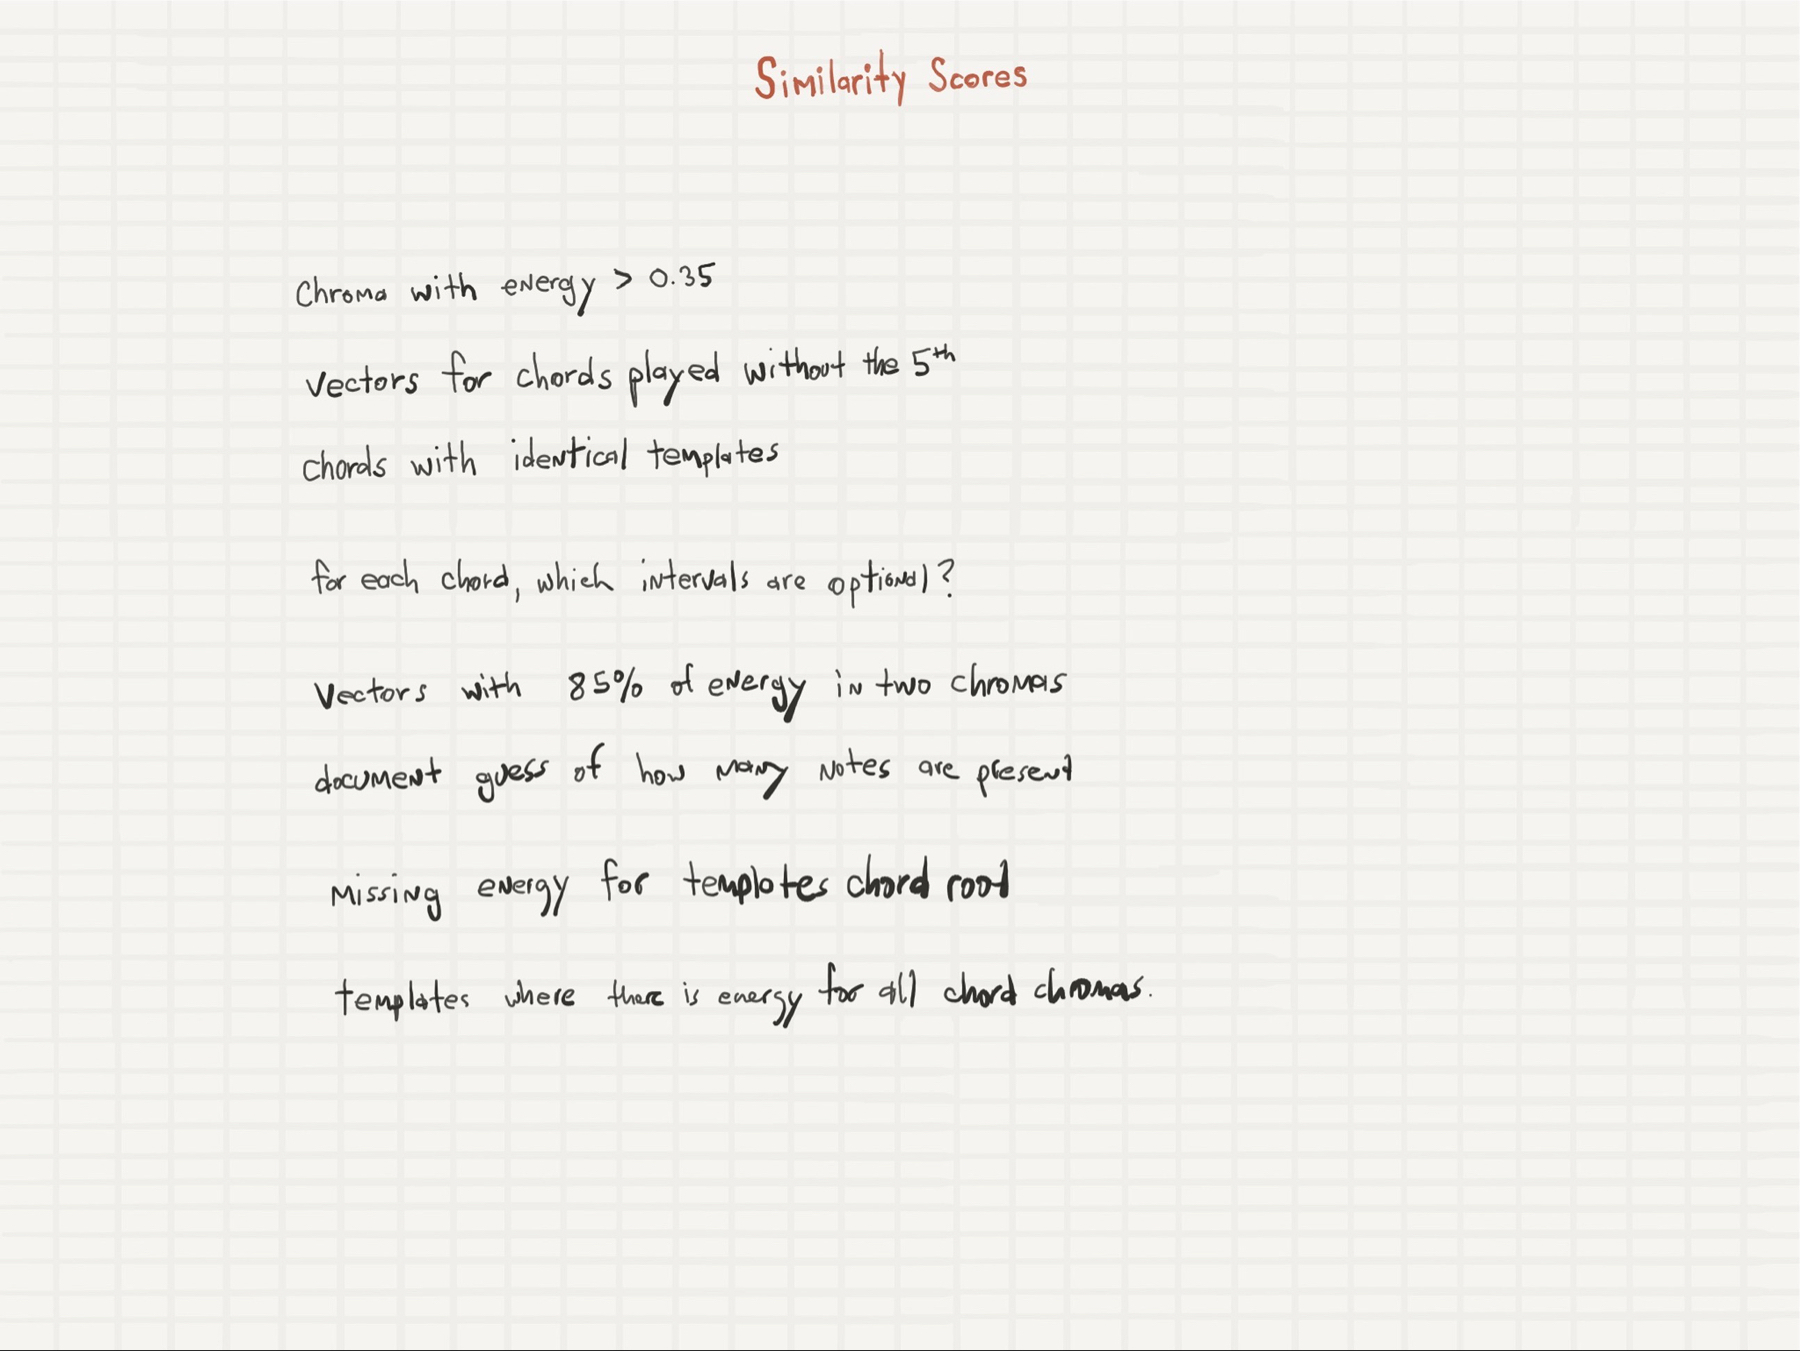 Similarity Scores
Chroma with energy > 0.35
Vectors for chords played without the 5th
chords with identical templates
for each chord, which intervals are optional?
Vectors with 85% of energy in two chromas
document guess of how many notes are present
Missing energy for templates chord root
templates where there is energy for all chord chromas.